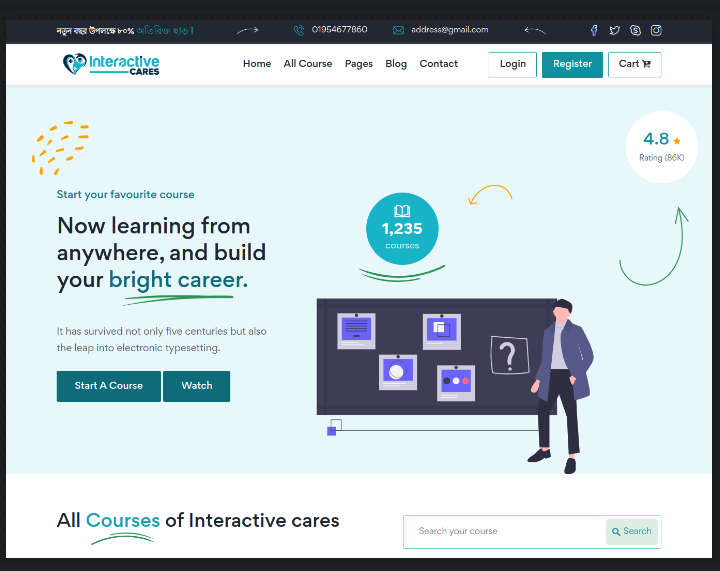 নতুন বছর উপলক্ষে ৮০% অতিরিক্ত ছাড় !
01954677860
address@gmail.com
Interactive
CARES
Home
All Course
Pages
Blog
Contact
Login
Register
Cart
4.8
Rating (86K)
Start your favourite course
Now learning from
anywhere, and build
your bright career.
1,235
courses
It has survived not only five centuries but also
the leap into electronic typesetting.
Start A Course
Watch
?
All Courses of Interactive cares
Search your course
Search